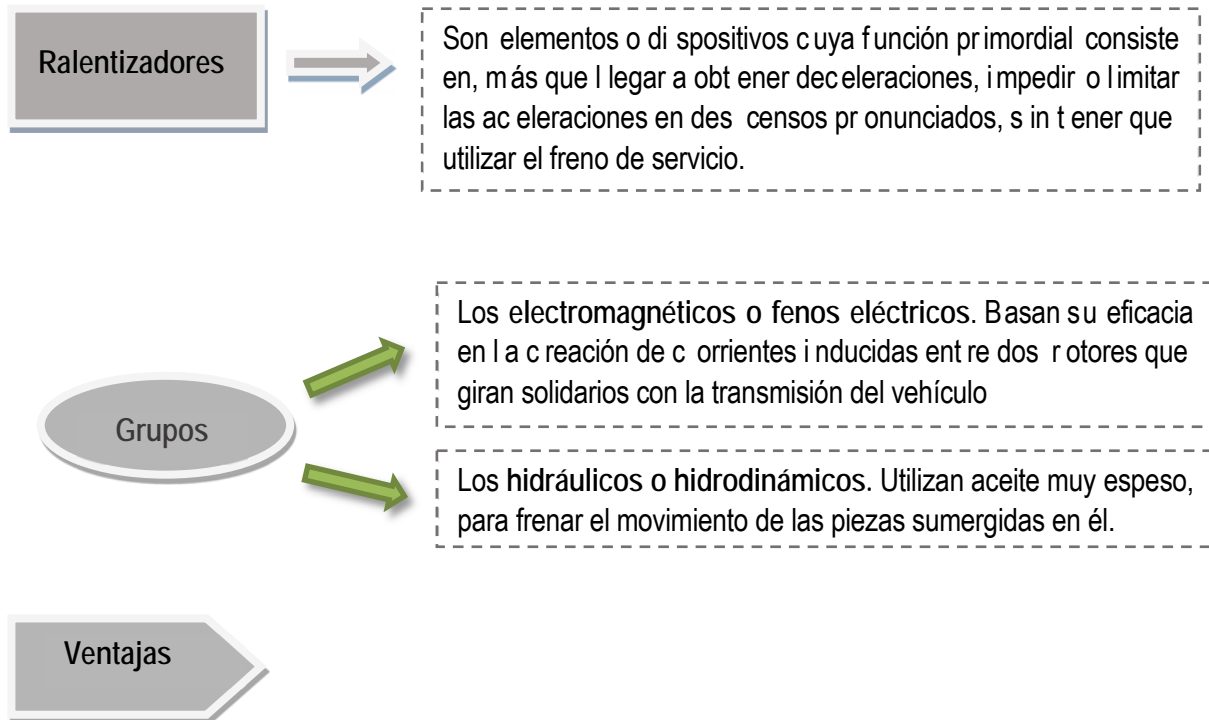 Ralentizadores
Son elementos o di spositivos c uya f unción pr imordial consiste
en, m ás que l legar a obt ener dec eleraciones, i mpedir o l imitar
las ac eleraciones en des censos pr onunciados, s in t ener que
utilizar el freno de servicio.
Grupos
Los electromagnéticos o fenos eléctricos. B asan s u eficacia
en l a c reación de c orrientes i nducidas ent re dos r otores que
giran solidarios con la transmisión del vehículo
Los hidráulicos o hidrodinámicos. Utilizan aceite muy espeso,
para frenar el movimiento de las piezas sumergidas en él.
Ventajas